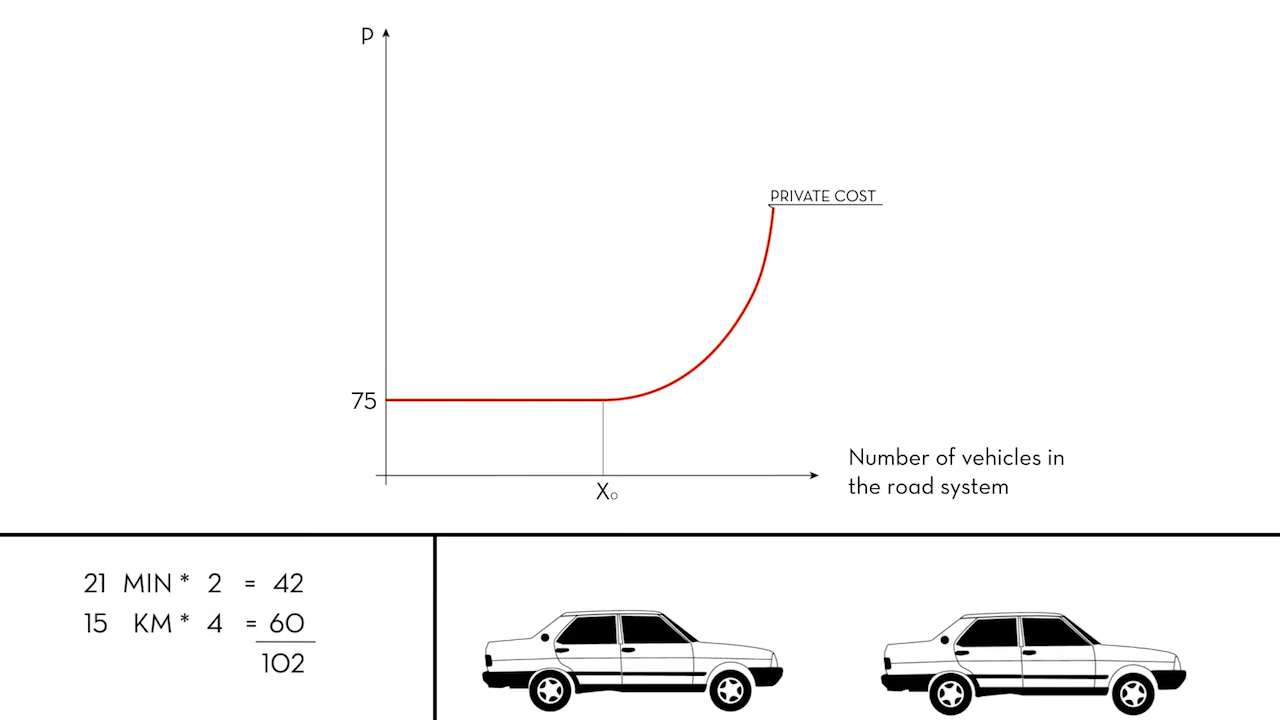 P
PRIVATE COST
75
X₀
Number of vehicles in
the road system
21 MIN * 2 = 42
15 KM * 4 = 60
102